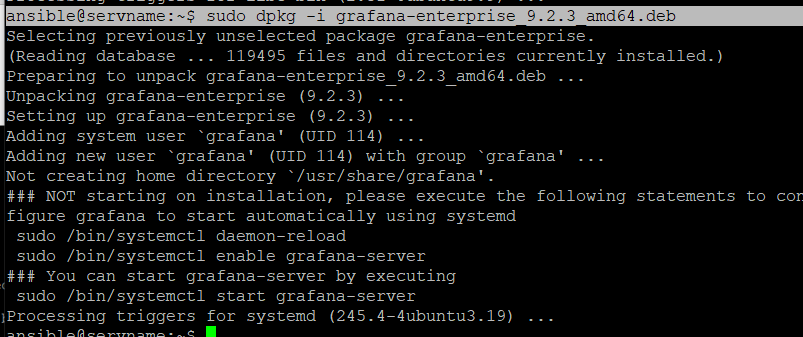 ansible@servname:~$ sudo dpkg -i grafana-enterprise_9.2.3_amd64.deb
Selecting previously unselected package grafana-enterprise.
(Reading database ... 119495 files and directories currently installed.)
Preparing to unpack grafana-enterprise_9.2.3_amd64.deb ...
Unpacking grafana-enterprise (9.2.3) ...
Setting up grafana-enterprise (9.2.3) ...
Adding system user `grafana' (UID 114) ...
Adding new user `grafana' (UID 114) with group `grafana' ...
Not creating home directory `/usr/share/grafana'.
### NOT starting on installation, please execute the following statements to con
figure grafana to start automatically using systemd
 sudo /bin/systemctl daemon-reload
 sudo /bin/systemctl enable grafana-server
### You can start grafana-server by executing
 sudo /bin/systemctl start grafana-server
Processing triggers for systemd (245.4-4ubuntu3.19) ...
ansible@servname:~$